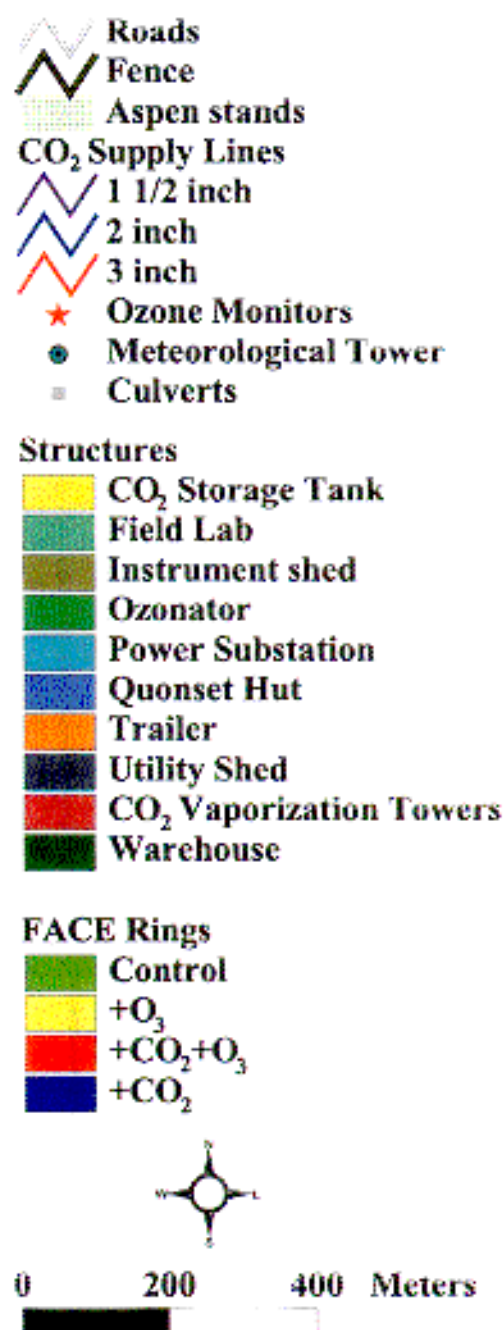 Roads
Fence
Aspen stands
CO₂ Supply Lines
1 1/2 inch
2 inch
3 inch
Ozone Monitors
Meteorological Tower
Culverts
Structures
CO₂ Storage Tank
Field Lab
Instrument shed
Ozonator
Power Substation
Quonset Hut
Trailer
Utility Shed
CO₂ Vaporization Towers
Warehouse
FACE Rings
Control
+O₃
+CO₂+O₃
+CO₂
N
W
S
0 200 400 Meters